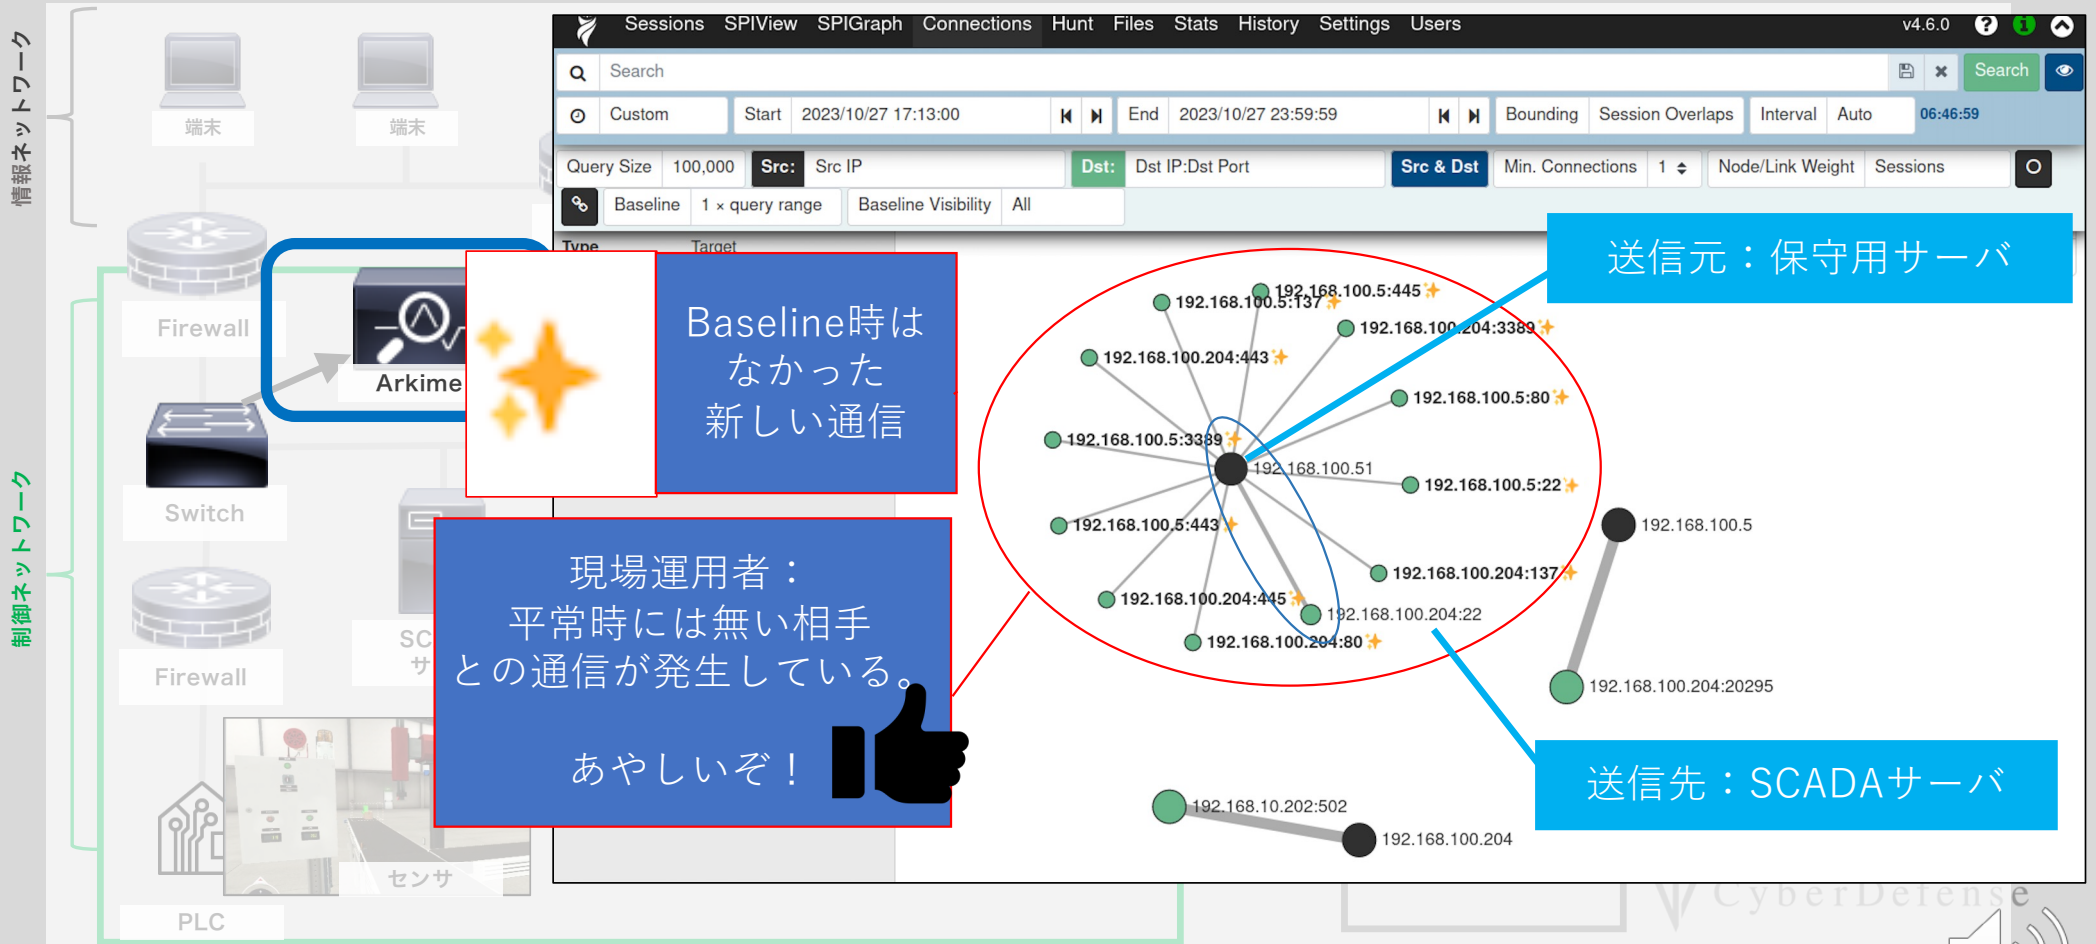 情報ネットワーク
制御ネットワーク
端末
端末
Firewall
Arkime
Switch
Firewall
SC
サ
センサ
PLC
Sessions SPIView SPIGraph Connections Hunt Files Stats History Settings Users v4.6.0
Search
Search
Custom Start 2023/10/27 17:13:00 End 2023/10/27 23:59:59 Bounding Session Overlaps Interval Auto 06:46:59
Query Size 100,000 Src: Src IP Dst: Dst IP:Dst Port Src & Dst Min. Connections 1 Node/Link Weight Sessions
Baseline 1 × query range Baseline Visibility All
Type Target
Baseline時は
なかった
新しい通信
現場運用者：
平常時には無い相手
との通信が発生している。
あやしいぞ！
送信元：保守用サーバ
192.168.100.5:445
192.168.100.5:137
192.168.100.204:3389
192.168.100.204:443
192.168.100.5:80
192.168.100.5:3389
192.168.100.51
192.168.100.5:22
192.168.100.5:443
192.168.100.5
192.168.100.204:137
192.168.100.204:445
192.168.100.204:22
192.168.100.204:80
192.168.100.204:20295
送信先：SCADAサーバ
192.168.10.202:502
192.168.100.204
CyberDefense